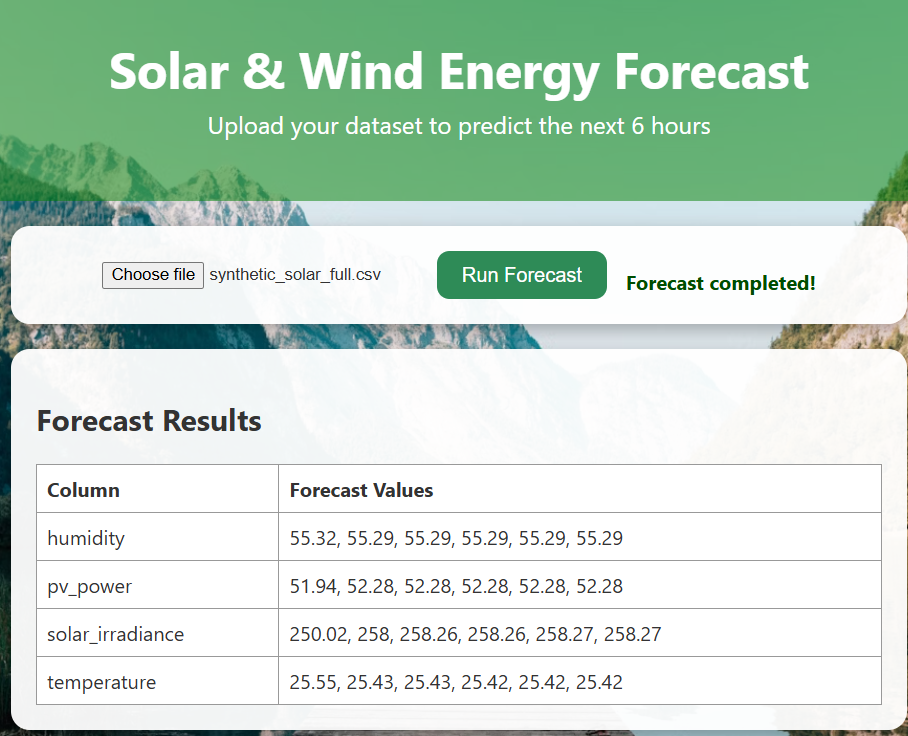 Solar & Wind Energy Forecast
Upload your dataset to predict the next 6 hours
Choose file synthetic_solar_full.csv Run Forecast Forecast completed!
Forecast Results
Column Forecast Values
humidity 55.32, 55.29, 55.29, 55.29, 55.29, 55.29
pv_power 51.94, 52.28, 52.28, 52.28, 52.28, 52.28
solar_irradiance 250.02, 258, 258.26, 258.26, 258.27, 258.27
temperature 25.55, 25.43, 25.43, 25.42, 25.42, 25.42